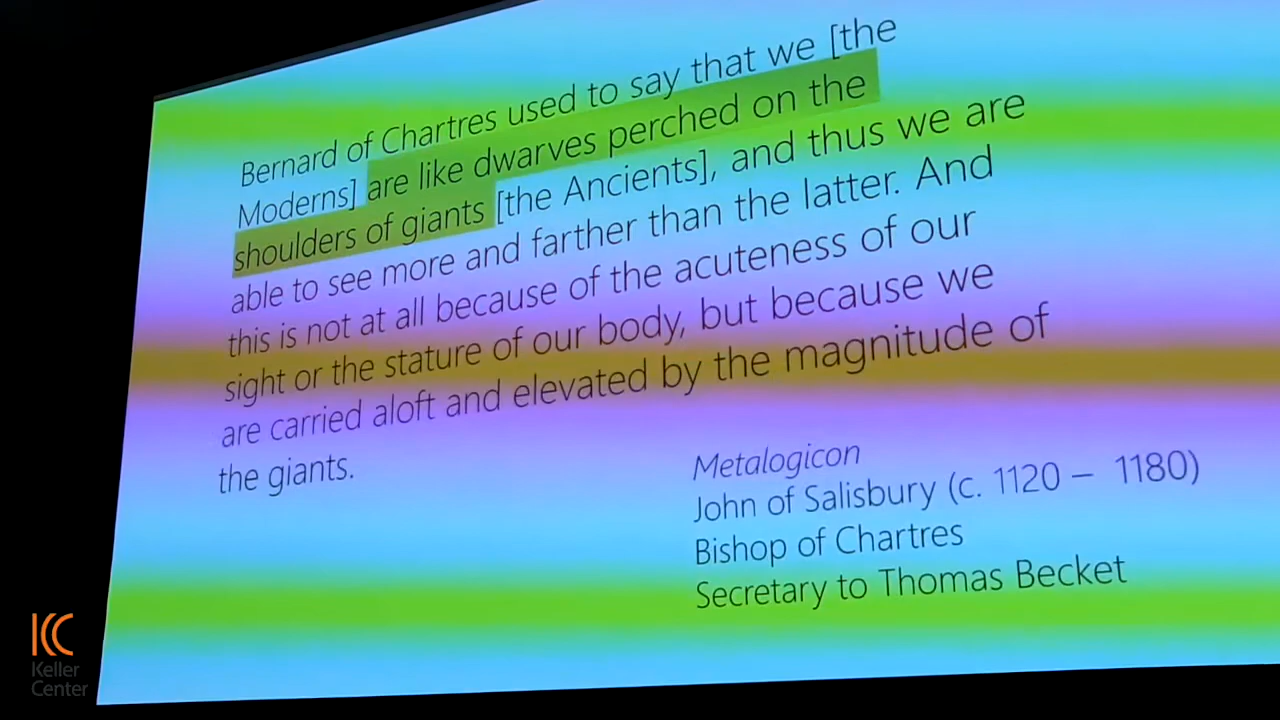 Bernard of Chartres used to say that we [the
Moderns] are like dwarves perched on the
shoulders of giants [the Ancients], and thus we are
able to see more and farther than the latter. And
this is not at all because of the acuteness of our
sight or the stature of our body, but because we
are carried aloft and elevated by the magnitude of
the giants.
Metalogicon
John of Salisbury (c. 1120 – 1180)
Bishop of Chartres
Secretary to Thomas Becket
KC
Keller
Center